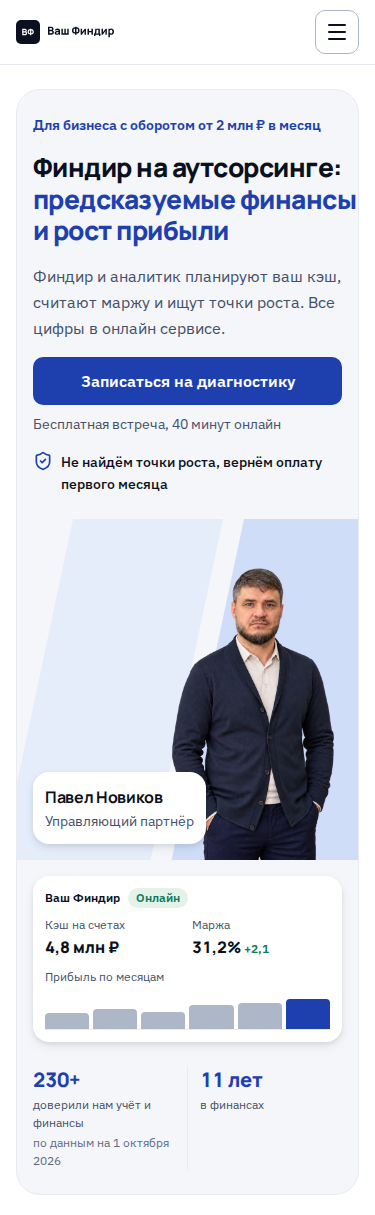 ВФ Ваш Финдир
Для бизнеса с оборотом от 2 млн ₽ в месяц
Финдир на аутсорсинге:
предсказуемые финансы
и рост прибыли
Финдир и аналитик планируют ваш кэш,
считают маржу и ищут точки роста. Все
цифры в онлайн сервисе.
Записаться на диагностику
Бесплатная встреча, 40 минут онлайн
Не найдём точки роста, вернём оплату
первого месяца
Павел Новиков
Управляющий партнёр
Ваш Финдир Онлайн
Кэш на счетах
4,8 млн ₽
Маржа
31,2% +2,1
Прибыль по месяцам
230+
доверили нам учёт и
финансы
по данным на 1 октября
2026
11 лет
в финансах